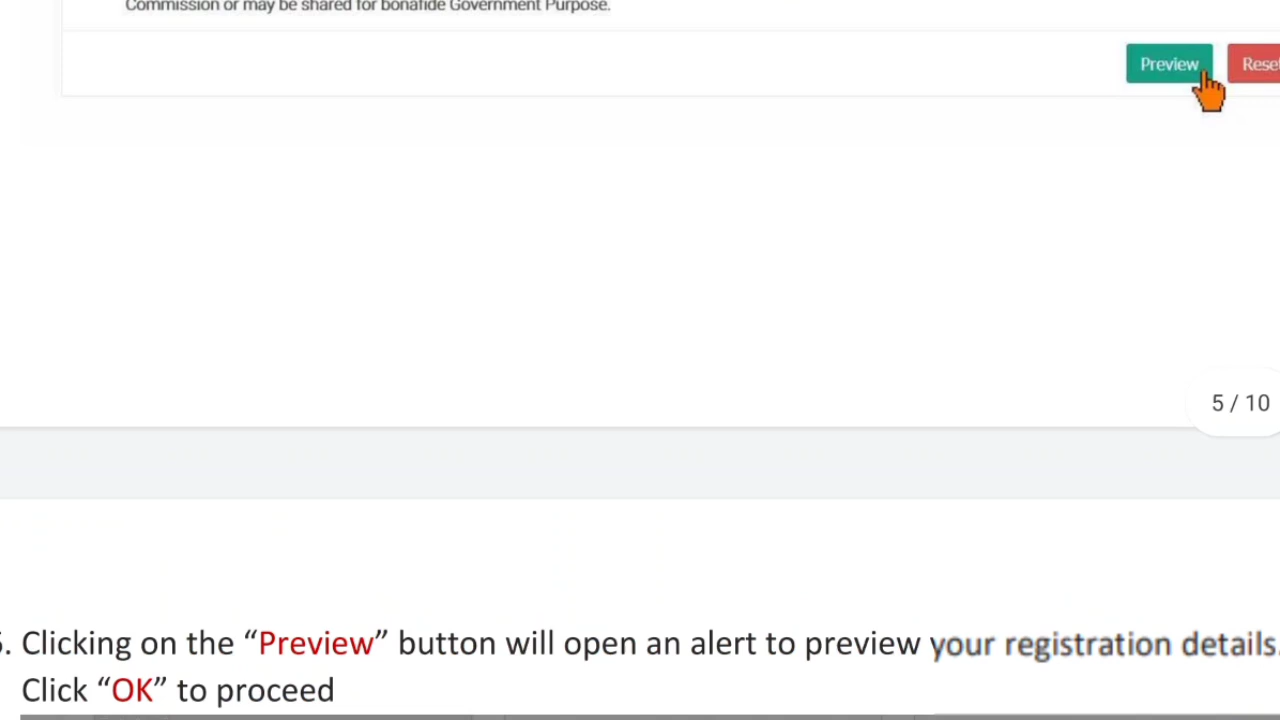 Commission or may be shared for bonafide Government Purpose.
Preview Rese
5 / 10
. Clicking on the “Preview” button will open an alert to preview your registration details.
Click “OK” to proceed